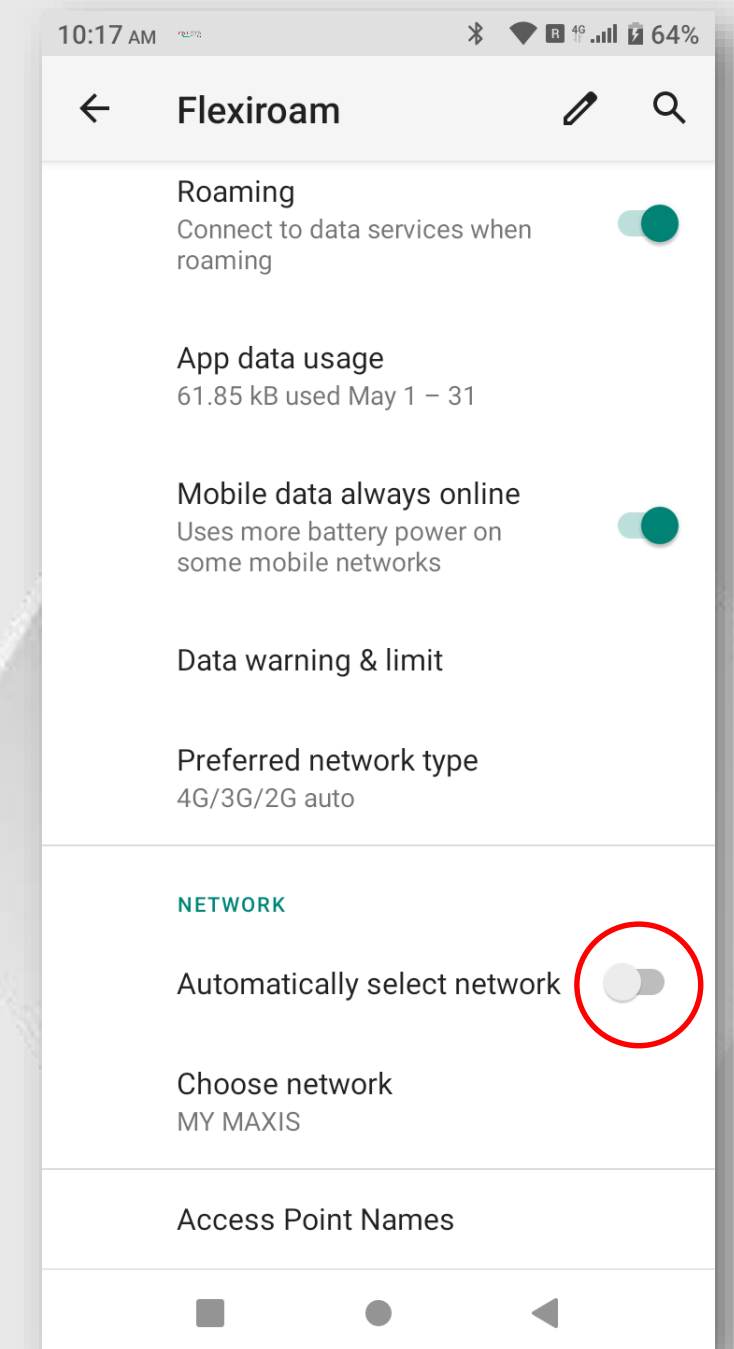 10:17 AM R 4G 64%
Flexiroam
Roaming
Connect to data services when
roaming
App data usage
61.85 kB used May 1 – 31
Mobile data always online
Uses more battery power on
some mobile networks
Data warning & limit
Preferred network type
4G/3G/2G auto
NETWORK
Automatically select network
Choose network
MY MAXIS
Access Point Names